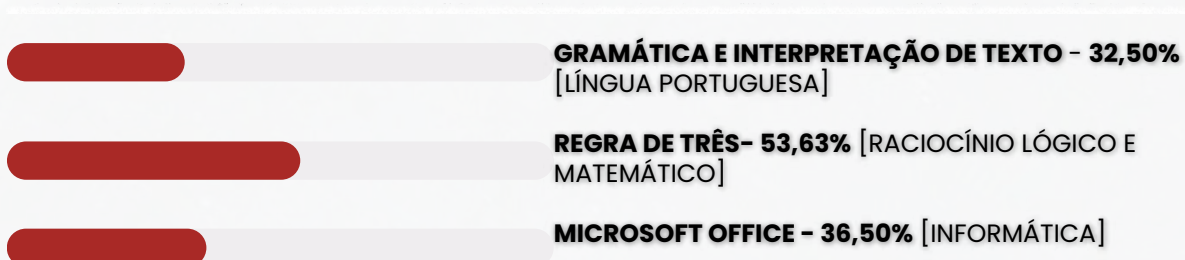 GRAMÁTICA E INTERPRETAÇÃO DE TEXTO - 32,50%
[LÍNGUA PORTUGUESA]
REGRA DE TRÊS- 53,63% [RACIOCÍNIO LÓGICO E
MATEMÁTICO]
MICROSOFT OFFICE - 36,50% [INFORMÁTICA]